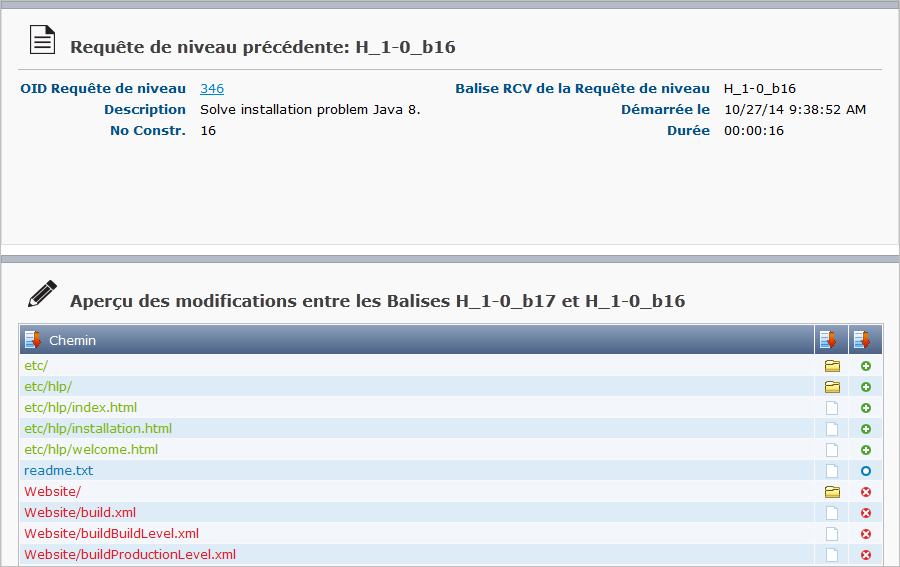 Requête de niveau précédente: H_1-0_b16
OID Requête de niveau 346 Balise RCV de la Requête de niveau H_1-0_b16
Description Solve installation problem Java 8. Démarrée le 10/27/14 9:38:52 AM
No Constr. 16 Durée 00:00:16
Aperçu des modifications entre les Balises H_1-0_b17 et H_1-0_b16
Chemin
etc/
etc/hlp/
etc/hlp/index.html
etc/hlp/installation.html
etc/hlp/welcome.html
readme.txt
Website/
Website/build.xml
Website/buildBuildLevel.xml
Website/buildProductionLevel.xml